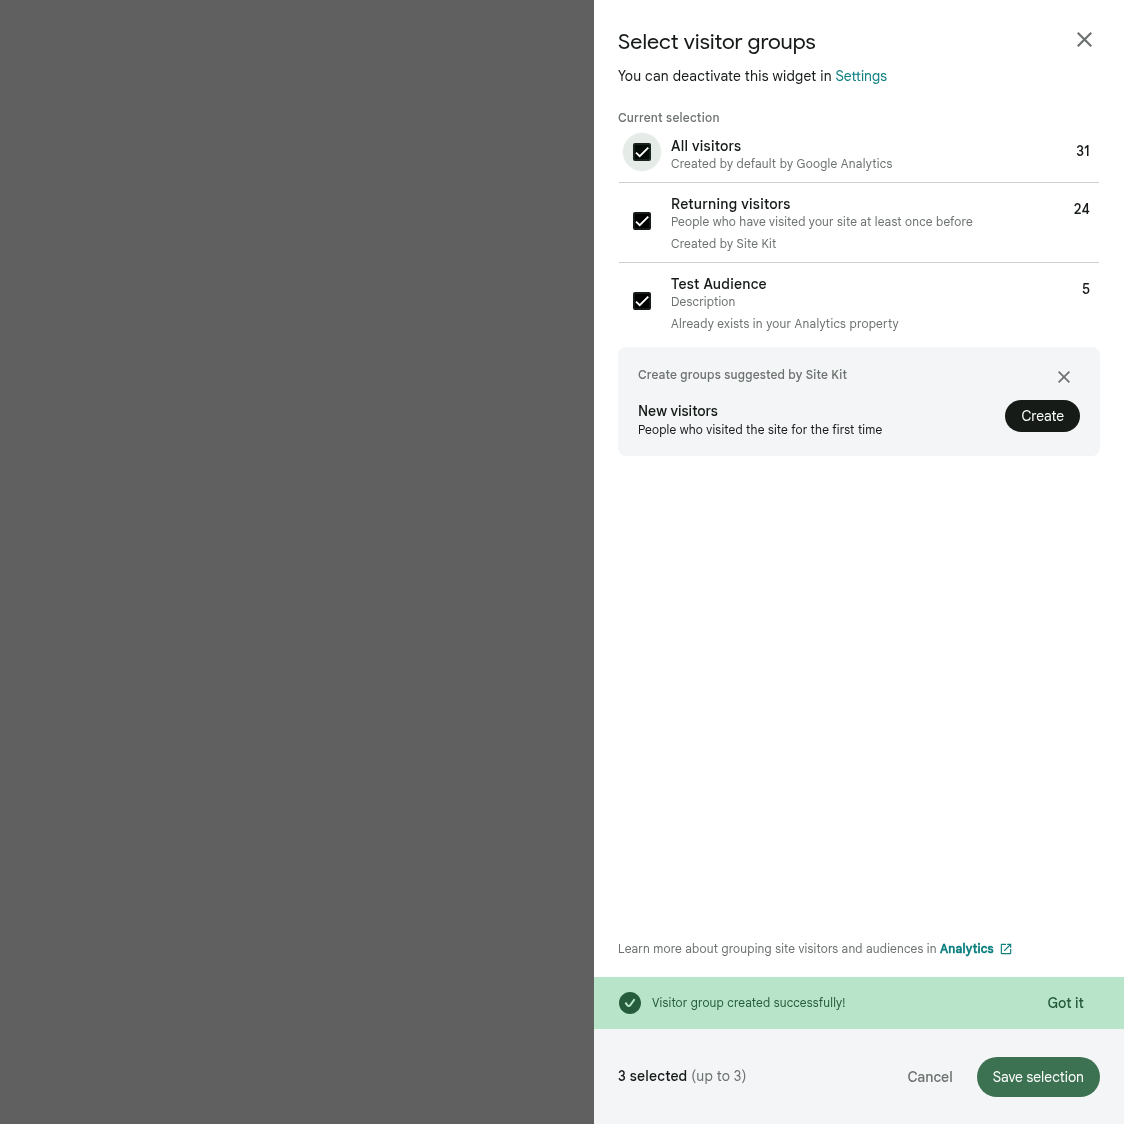 Select visitor groups
You can deactivate this widget in Settings
Current selection
All visitors 31
Created by default by Google Analytics
Returning visitors 24
People who have visited your site at least once before
Created by Site Kit
Test Audience 5
Description
Already exists in your Analytics property
Create groups suggested by Site Kit
New visitors Create
People who visited the site for the first time
Learn more about grouping site visitors and audiences in Analytics
Visitor group created successfully! Got it
3 selected (up to 3) Cancel Save selection